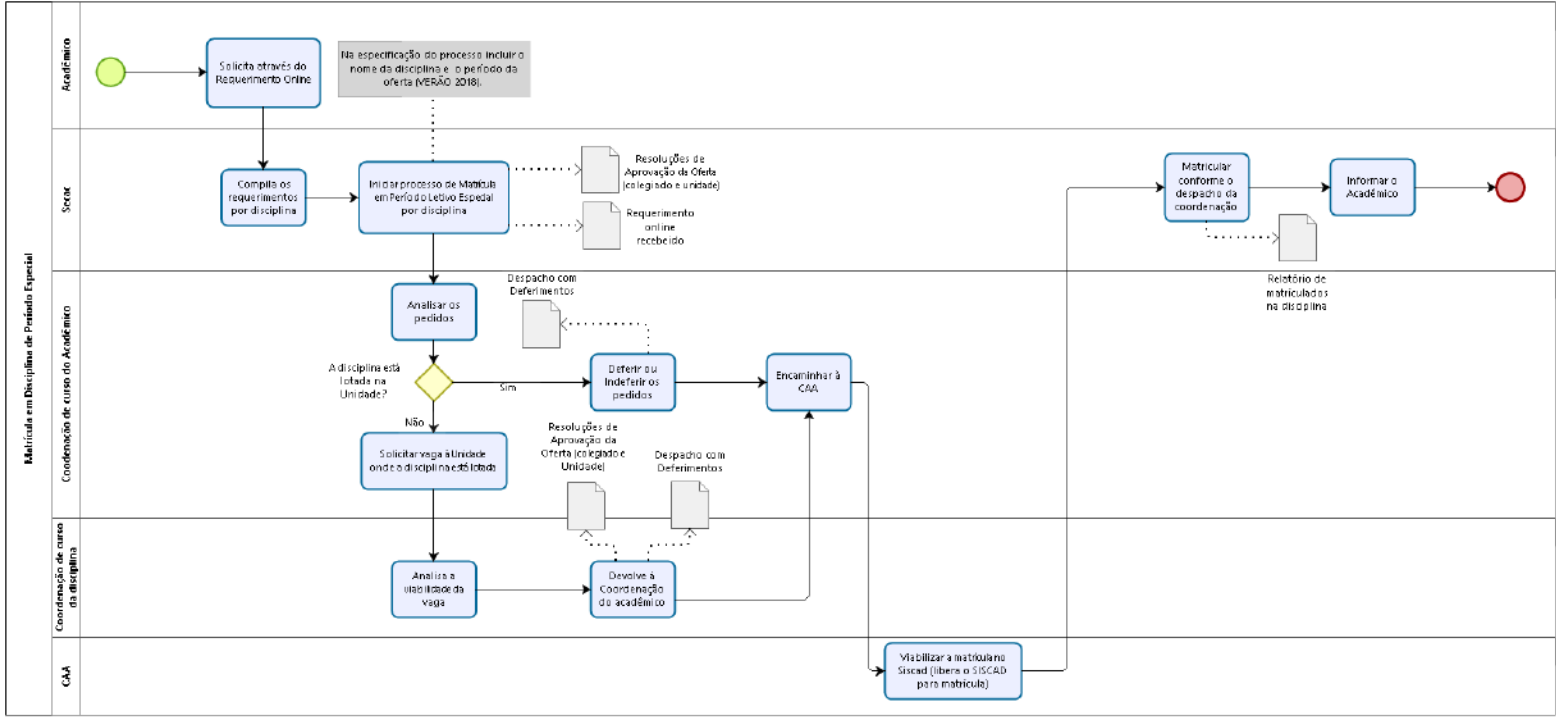 Matrícula em Disciplina de Período Especial
Acadêmico
Solicita através do
Requerimento Online
Na especificação do processo incluir o
nome da disciplina e o período da
oferta (VERÃO 2018).
Secac
Compila os
requerimentos
por disciplina
Iniciar processo de Matrícula
em Período Letivo Especial
por disciplina
Resoluções de
Aprovação da Oferta
(colegiado e unidade)
Requerimento
online
recebeido
Matricular
conforme o
despacho da
coordenação
Informar o
Acadêmico
Relatório de
matrículados
na disciplina
Coodenação de curso do Acadêmico
Analisar os
pedidos
Despacho com
Deferimentos
A disciplina está
lotada na
Unidade?
Sim
Deferir ou
Indeferir os
pedidos
Encaminhar à
CAA
Não
Solicitar vaga à Unidade
onde a disciplina está lotada
Resoluções de
Aprovação da
Oferta (colegiado e
Unidade)
Despacho com
Deferimentos
Coordenação de curso
da disciplina
Analisa a
viabilidade da
vaga
Devolve à
Coordenação
do acadêmico
CAA
Viabilizar a matrícula no
Siscad (libera o SISCAD
para matrícula)